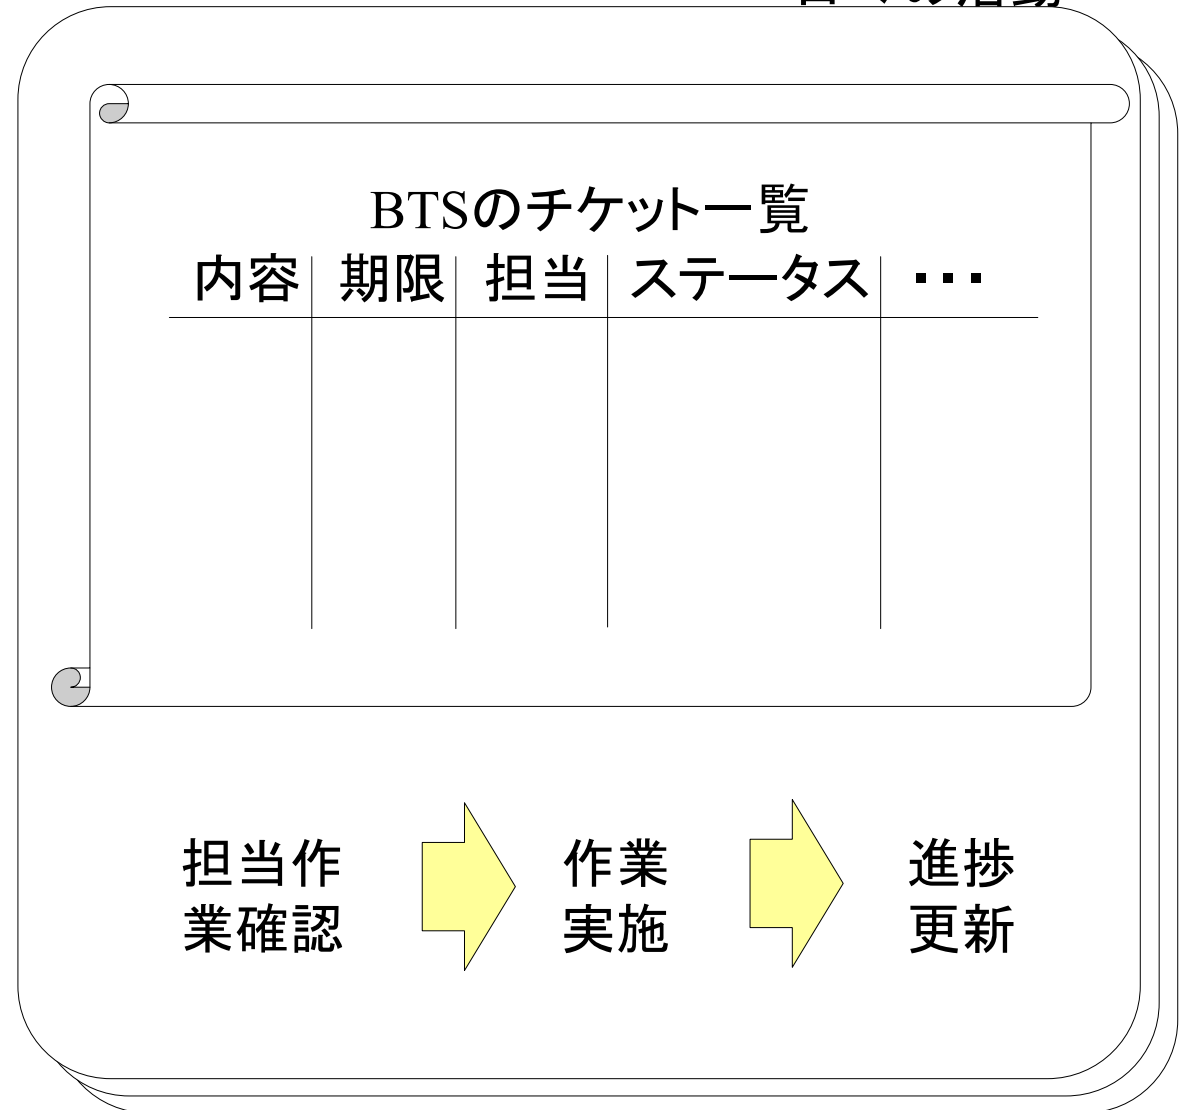 BTSのチケット一覧
内容 期限 担当 ステータス ・・・
担当作
業確認
作業
実施
進捗
更新